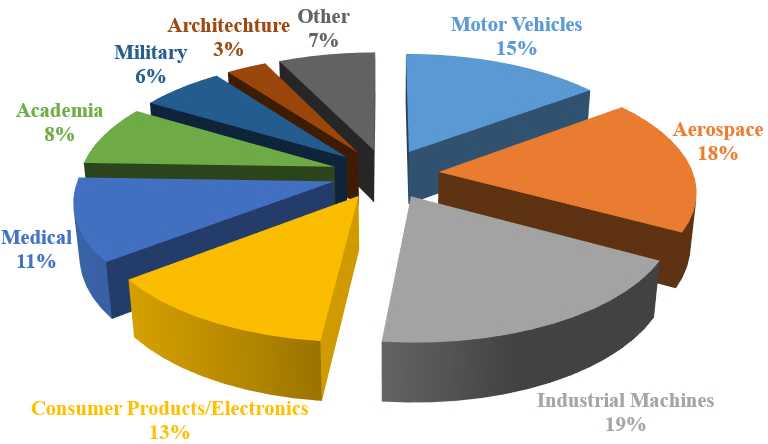 Other
7%
Motor Vehicles
15%
Architechture
3%
Military
6%
Academia
8%
Aerospace
18%
Medical
11%
Industrial Machines
19%
Consumer Products/Electronics
13%